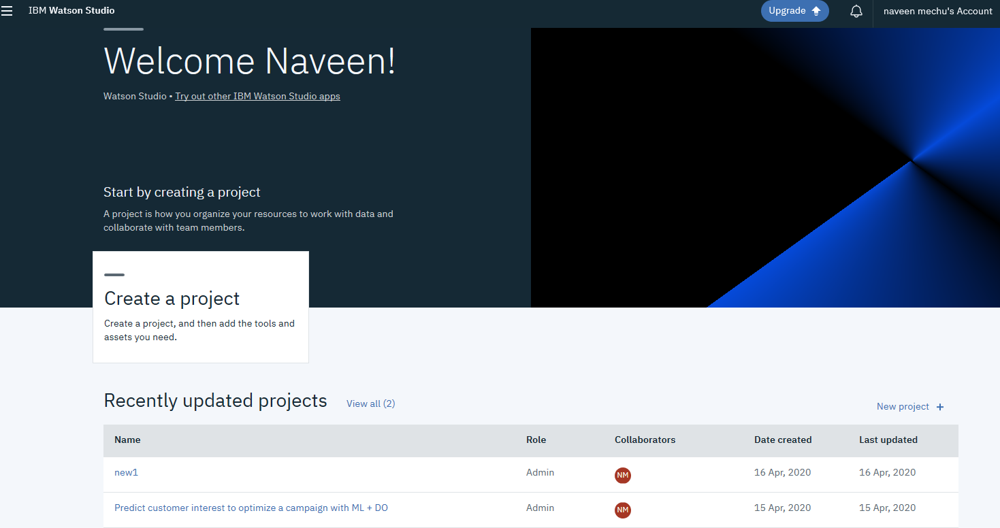 IBM Watson Studio
Upgrade
naveen mechu's Account
Welcome Naveen!
Watson Studio • Try out other IBM Watson Studio apps
Start by creating a project
A project is how you organize your resources to work with data and
collaborate with team members.
Create a project
Create a project, and then add the tools and
assets you need.
Recently updated projects View all (2)
New project +
Name Role Collaborators Date created Last updated
new1 Admin NM 16 Apr, 2020 16 Apr, 2020
Predict customer interest to optimize a campaign with ML + DO Admin NM 15 Apr, 2020 15 Apr, 2020